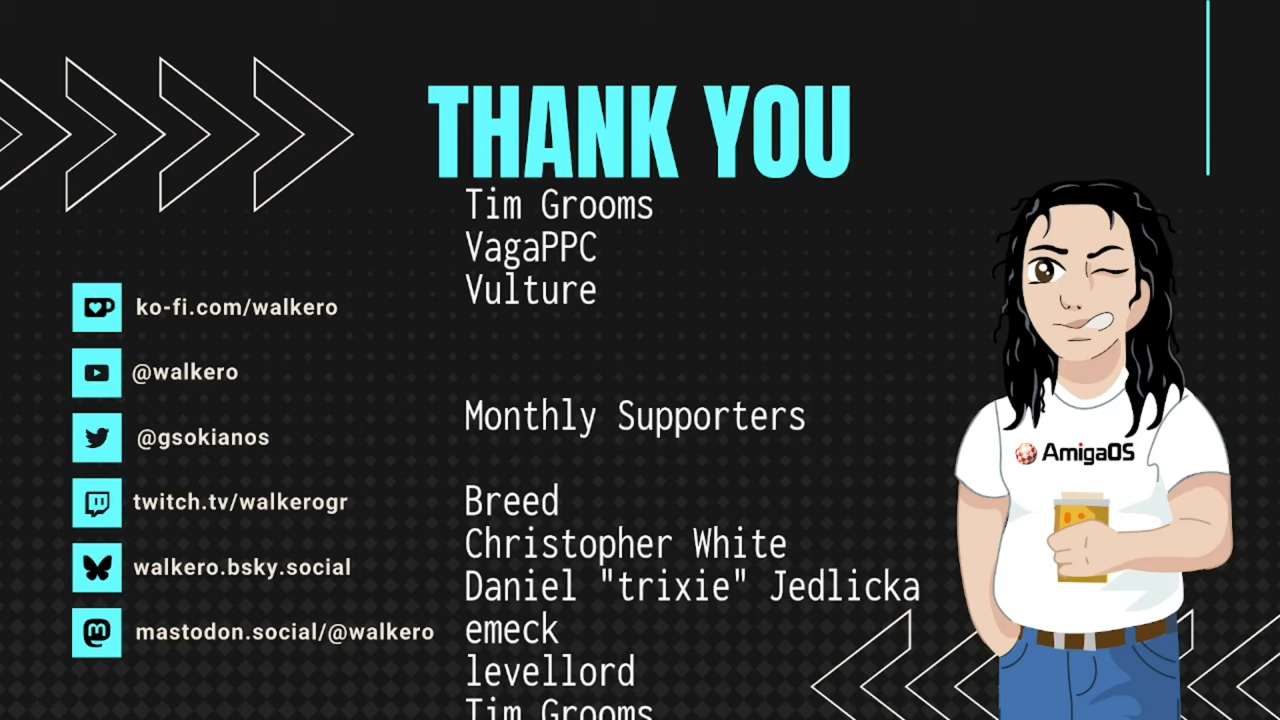 THANK YOU
Tim Grooms
VagaPPC
Vulture
Monthly Supporters
Breed
Christopher White
Daniel "trixie" Jedlicka
emeck
levellord
Tim Grooms
ko-fi.com/walkero
@walkero
@gsokianos
twitch.tv/walkerogr
walkero.bsky.social
mastodon.social/@walkero
AmigaOS